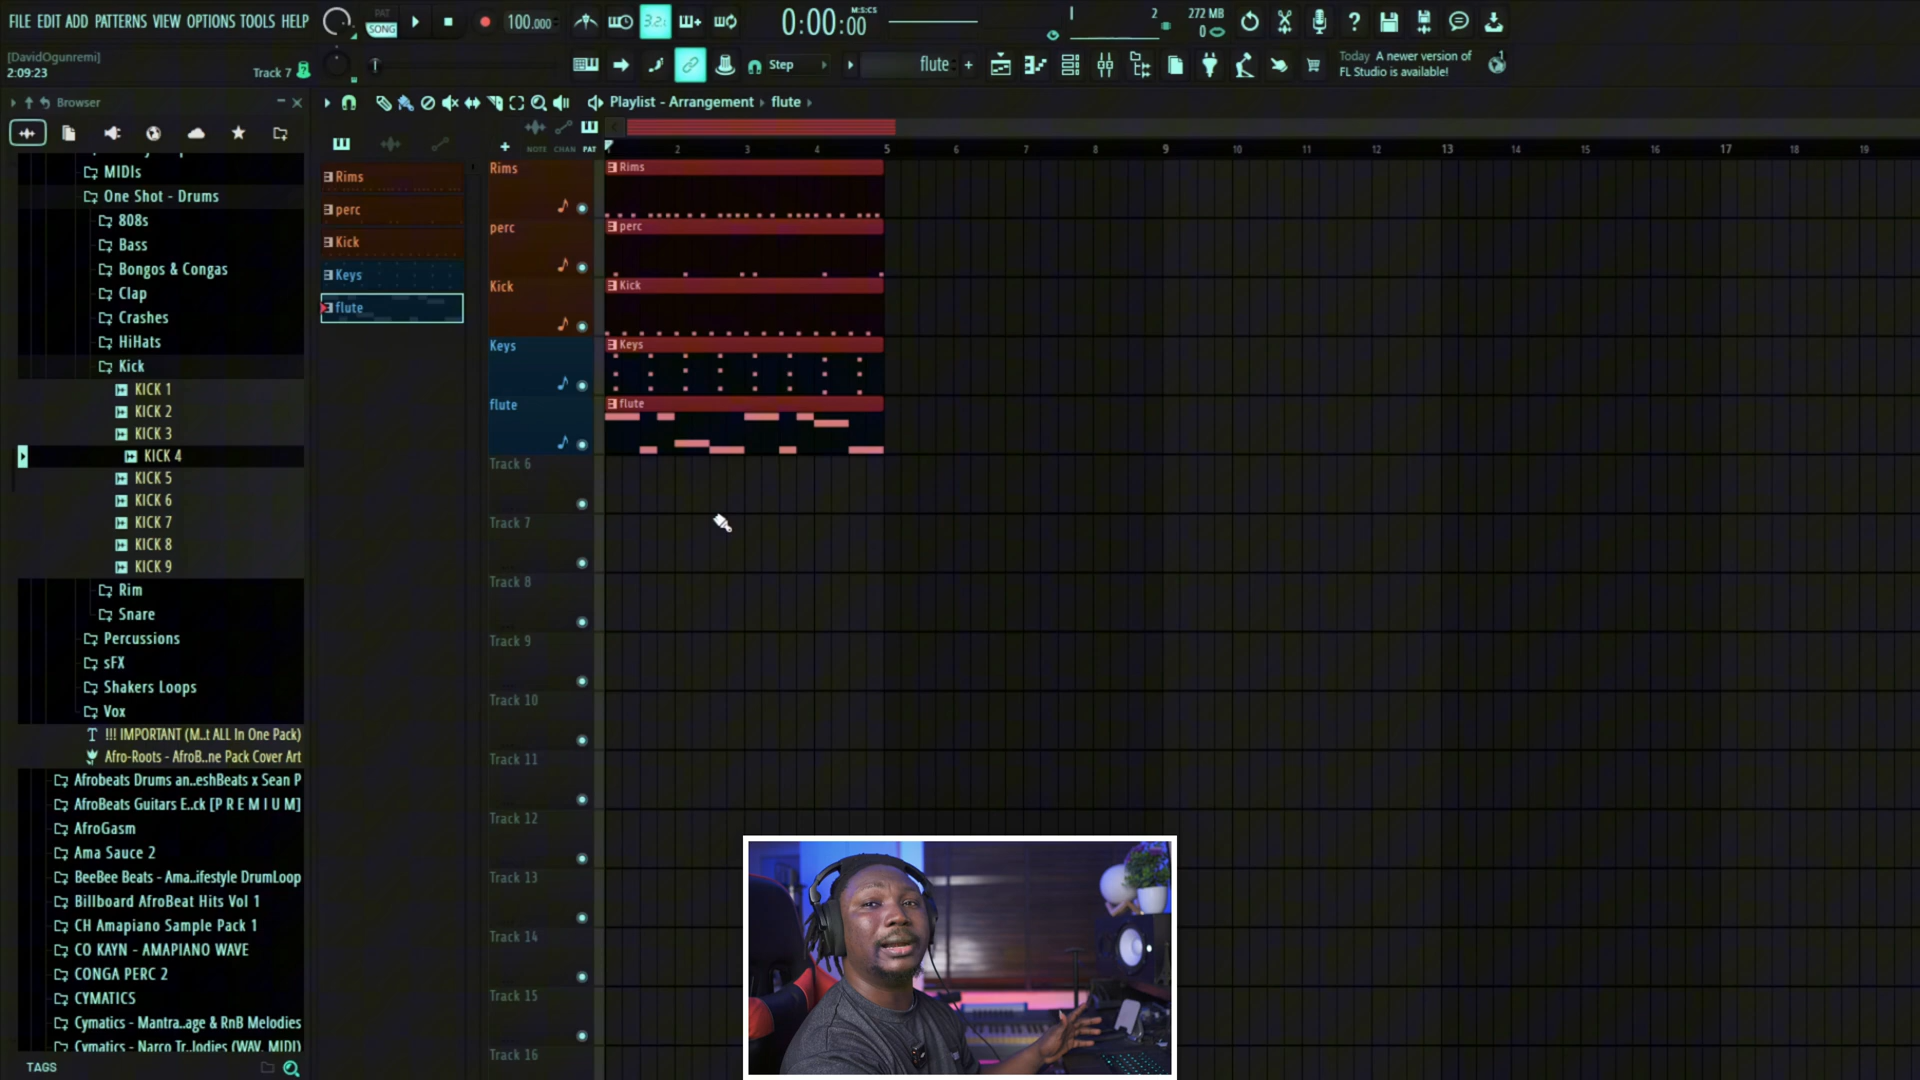 FILE EDIT ADD PATTERNS VIEW OPTIONS TOOLS HELP
PAT
SONG
100.000
3.2
0:00:00
M:S:CS
2
272 MB
0
[DavidOgunremi]
2:09:23
Track 7
Step
flute
Today A newer version of
FL Studio is available!
Browser
Playlist - Arrangement › flute ›
NOTE CHAN PAT
2 3 4 5 6 7 8 9 10 11 12 13 14 15 16 17 18 19
MIDIs
One Shot - Drums
808s
Bass
Bongos & Congas
Clap
Crashes
HiHats
Kick
KICK 1
KICK 2
KICK 3
KICK 4
KICK 5
KICK 6
KICK 7
KICK 8
KICK 9
Rim
Snare
Percussions
sFX
Shakers Loops
Vox
!!! IMPORTANT (M..t ALL In One Pack)
Afro-Roots - AfroB..ne Pack Cover Art
Afrobeats Drums an..eshBeats x Sean P
AfroBeats Guitars E..ck [P R E M I U M]
AfroGasm
Ama Sauce 2
BeeBee Beats - Ama..ifestyle DrumLoop
Billboard AfroBeat Hits Vol 1
CH Amapiano Sample Pack 1
CO KAYN - AMAPIANO WAVE
CONGA PERC 2
CYMATICS
Cymatics - Mantra..age & RnB Melodies
Cymatics - Narco Tr..lodies (WAV, MIDI)
TAGS
Rims
perc
Kick
Keys
flute
Rims
perc
Kick
Keys
flute
Track 6
Track 7
Track 8
Track 9
Track 10
Track 11
Track 12
Track 13
Track 14
Track 15
Track 16
Rims
perc
Kick
Keys
flute